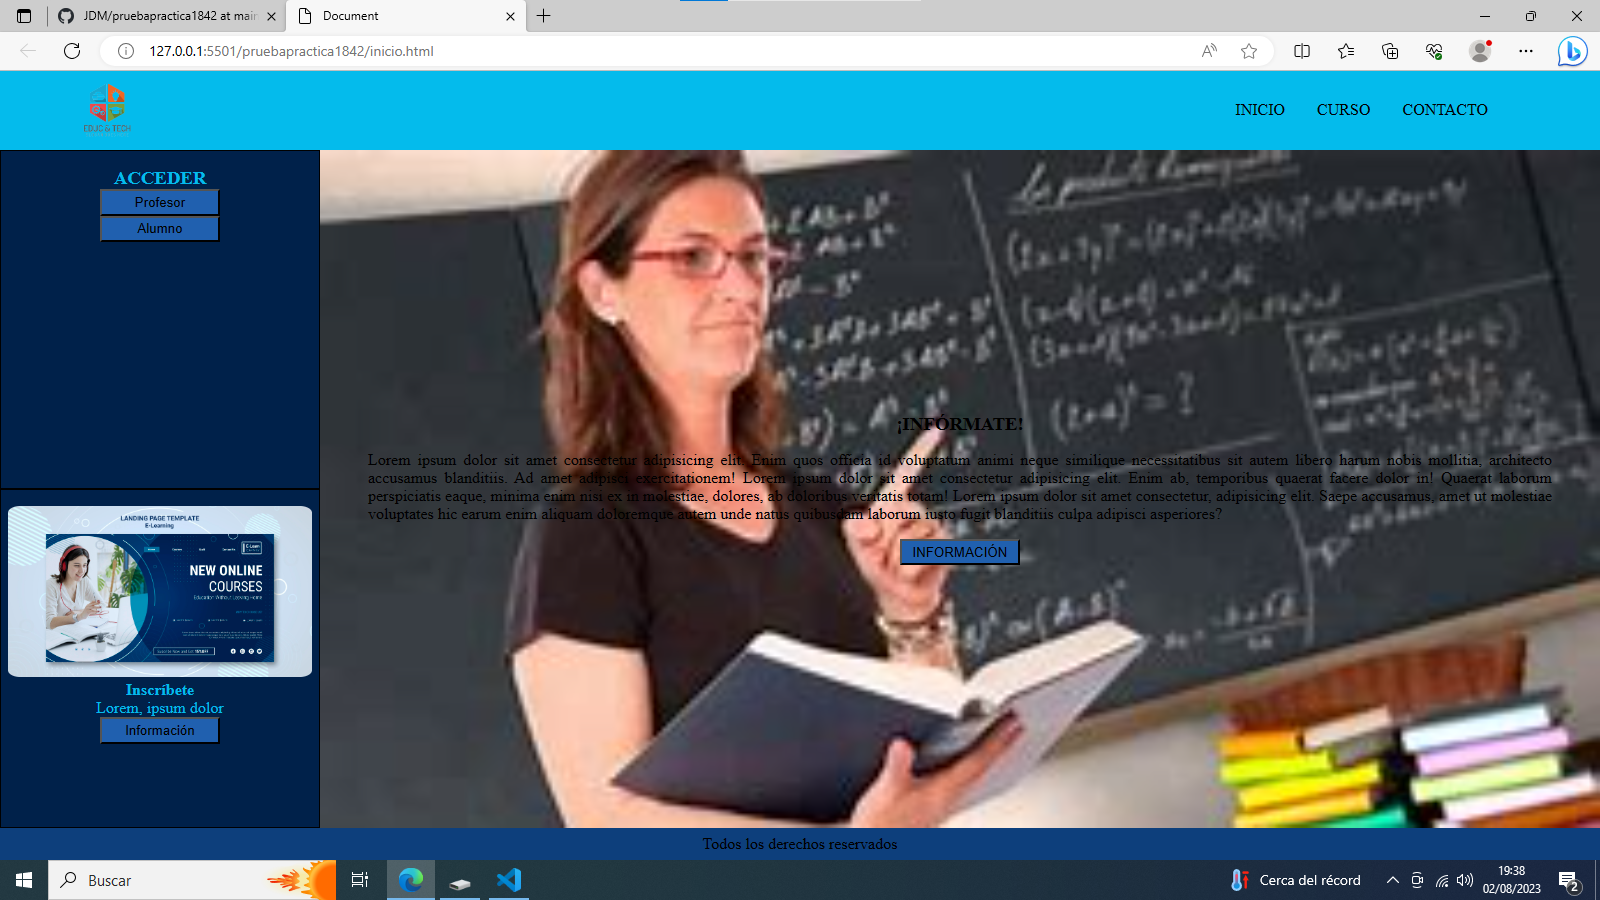 JDM/pruebapractica1842 at main
Document
127.0.0.1:5501/pruebapractica1842/inicio.html
EDUC & TECH
INICIO CURSO CONTACTO
ACCEDER
Profesor
Alumno
¡INFÓRMATE!
Lorem ipsum dolor sit amet consectetur adipisicing elit. Enim quos officia id voluptatum animi neque similique necessitatibus sit autem libero harum nobis mollitia, architecto
accusamus blanditiis. Ad amet adipisci exercitationem! Lorem ipsum dolor sit amet consectetur adipisicing elit. Enim ab, temporibus quaerat facere dolor in! Quaerat laborum
perspiciatis eaque, minima enim nisi ex in molestiae, dolores, ab doloribus veritatis totam! Lorem ipsum dolor sit amet consectetur, adipisicing elit. Saepe accusamus, amet ut molestiae
voluptates hic earum enim aliquam doloremque autem unde natus quibusdam laborum iusto fugit blanditiis culpa adipisci asperiores?
INFORMACIÓN
LANDING PAGE TEMPLATE
E-Learning
NEW ONLINE
COURSES
Education Without Leaving Home
Inscríbete
Lorem, ipsum dolor
Información
Todos los derechos reservados
Buscar
Cerca del récord
19:38
02/08/2023
2